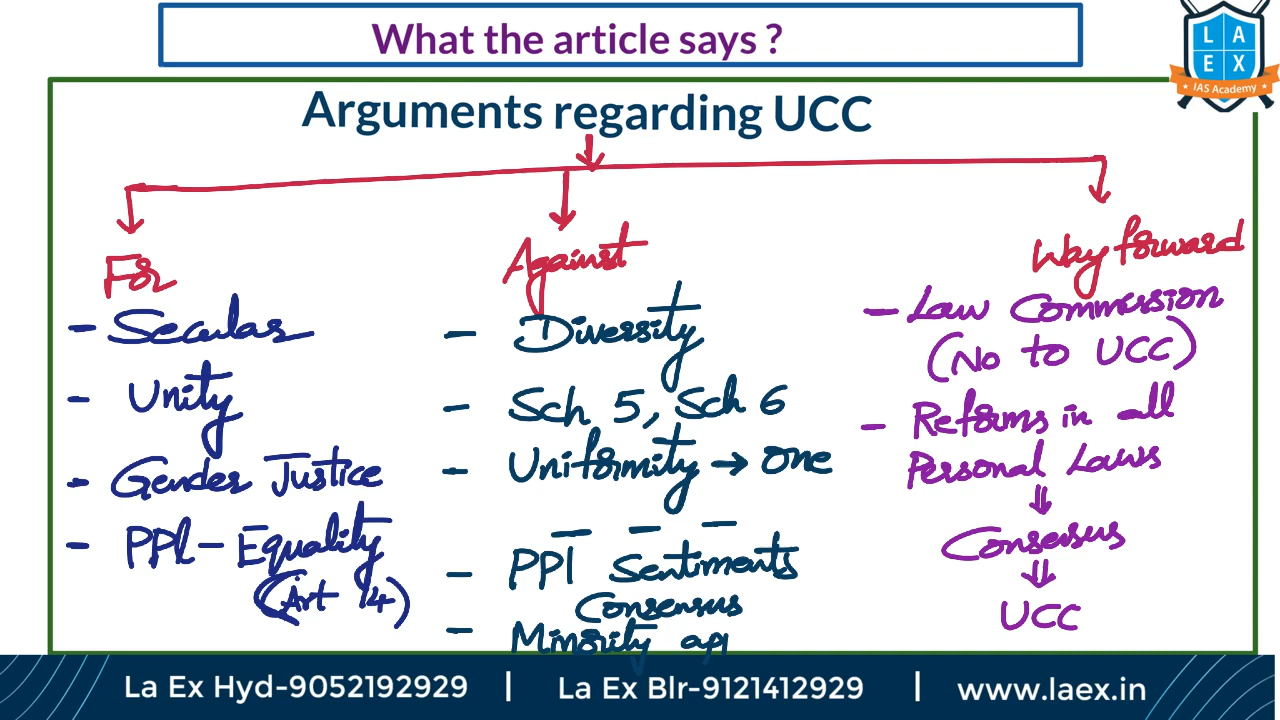 What the article says ?
L A
E X
IAS Academy
Arguments regarding UCC
For
- Secular
- Unity
- Gender Justice
- PPl - Equality
(Art 14)
Against
- Diversity
- Sch 5, Sch 6
- Uniformity → One
- PPl Sentiments
Consensus
- Minority
Way forward
- Law Commission
(No to UCC)
- Reforms in all
Personal Laws
⇓
Consensus
⇓
UCC
La Ex Hyd-9052192929 | La Ex Blr-9121412929 | www.laex.in